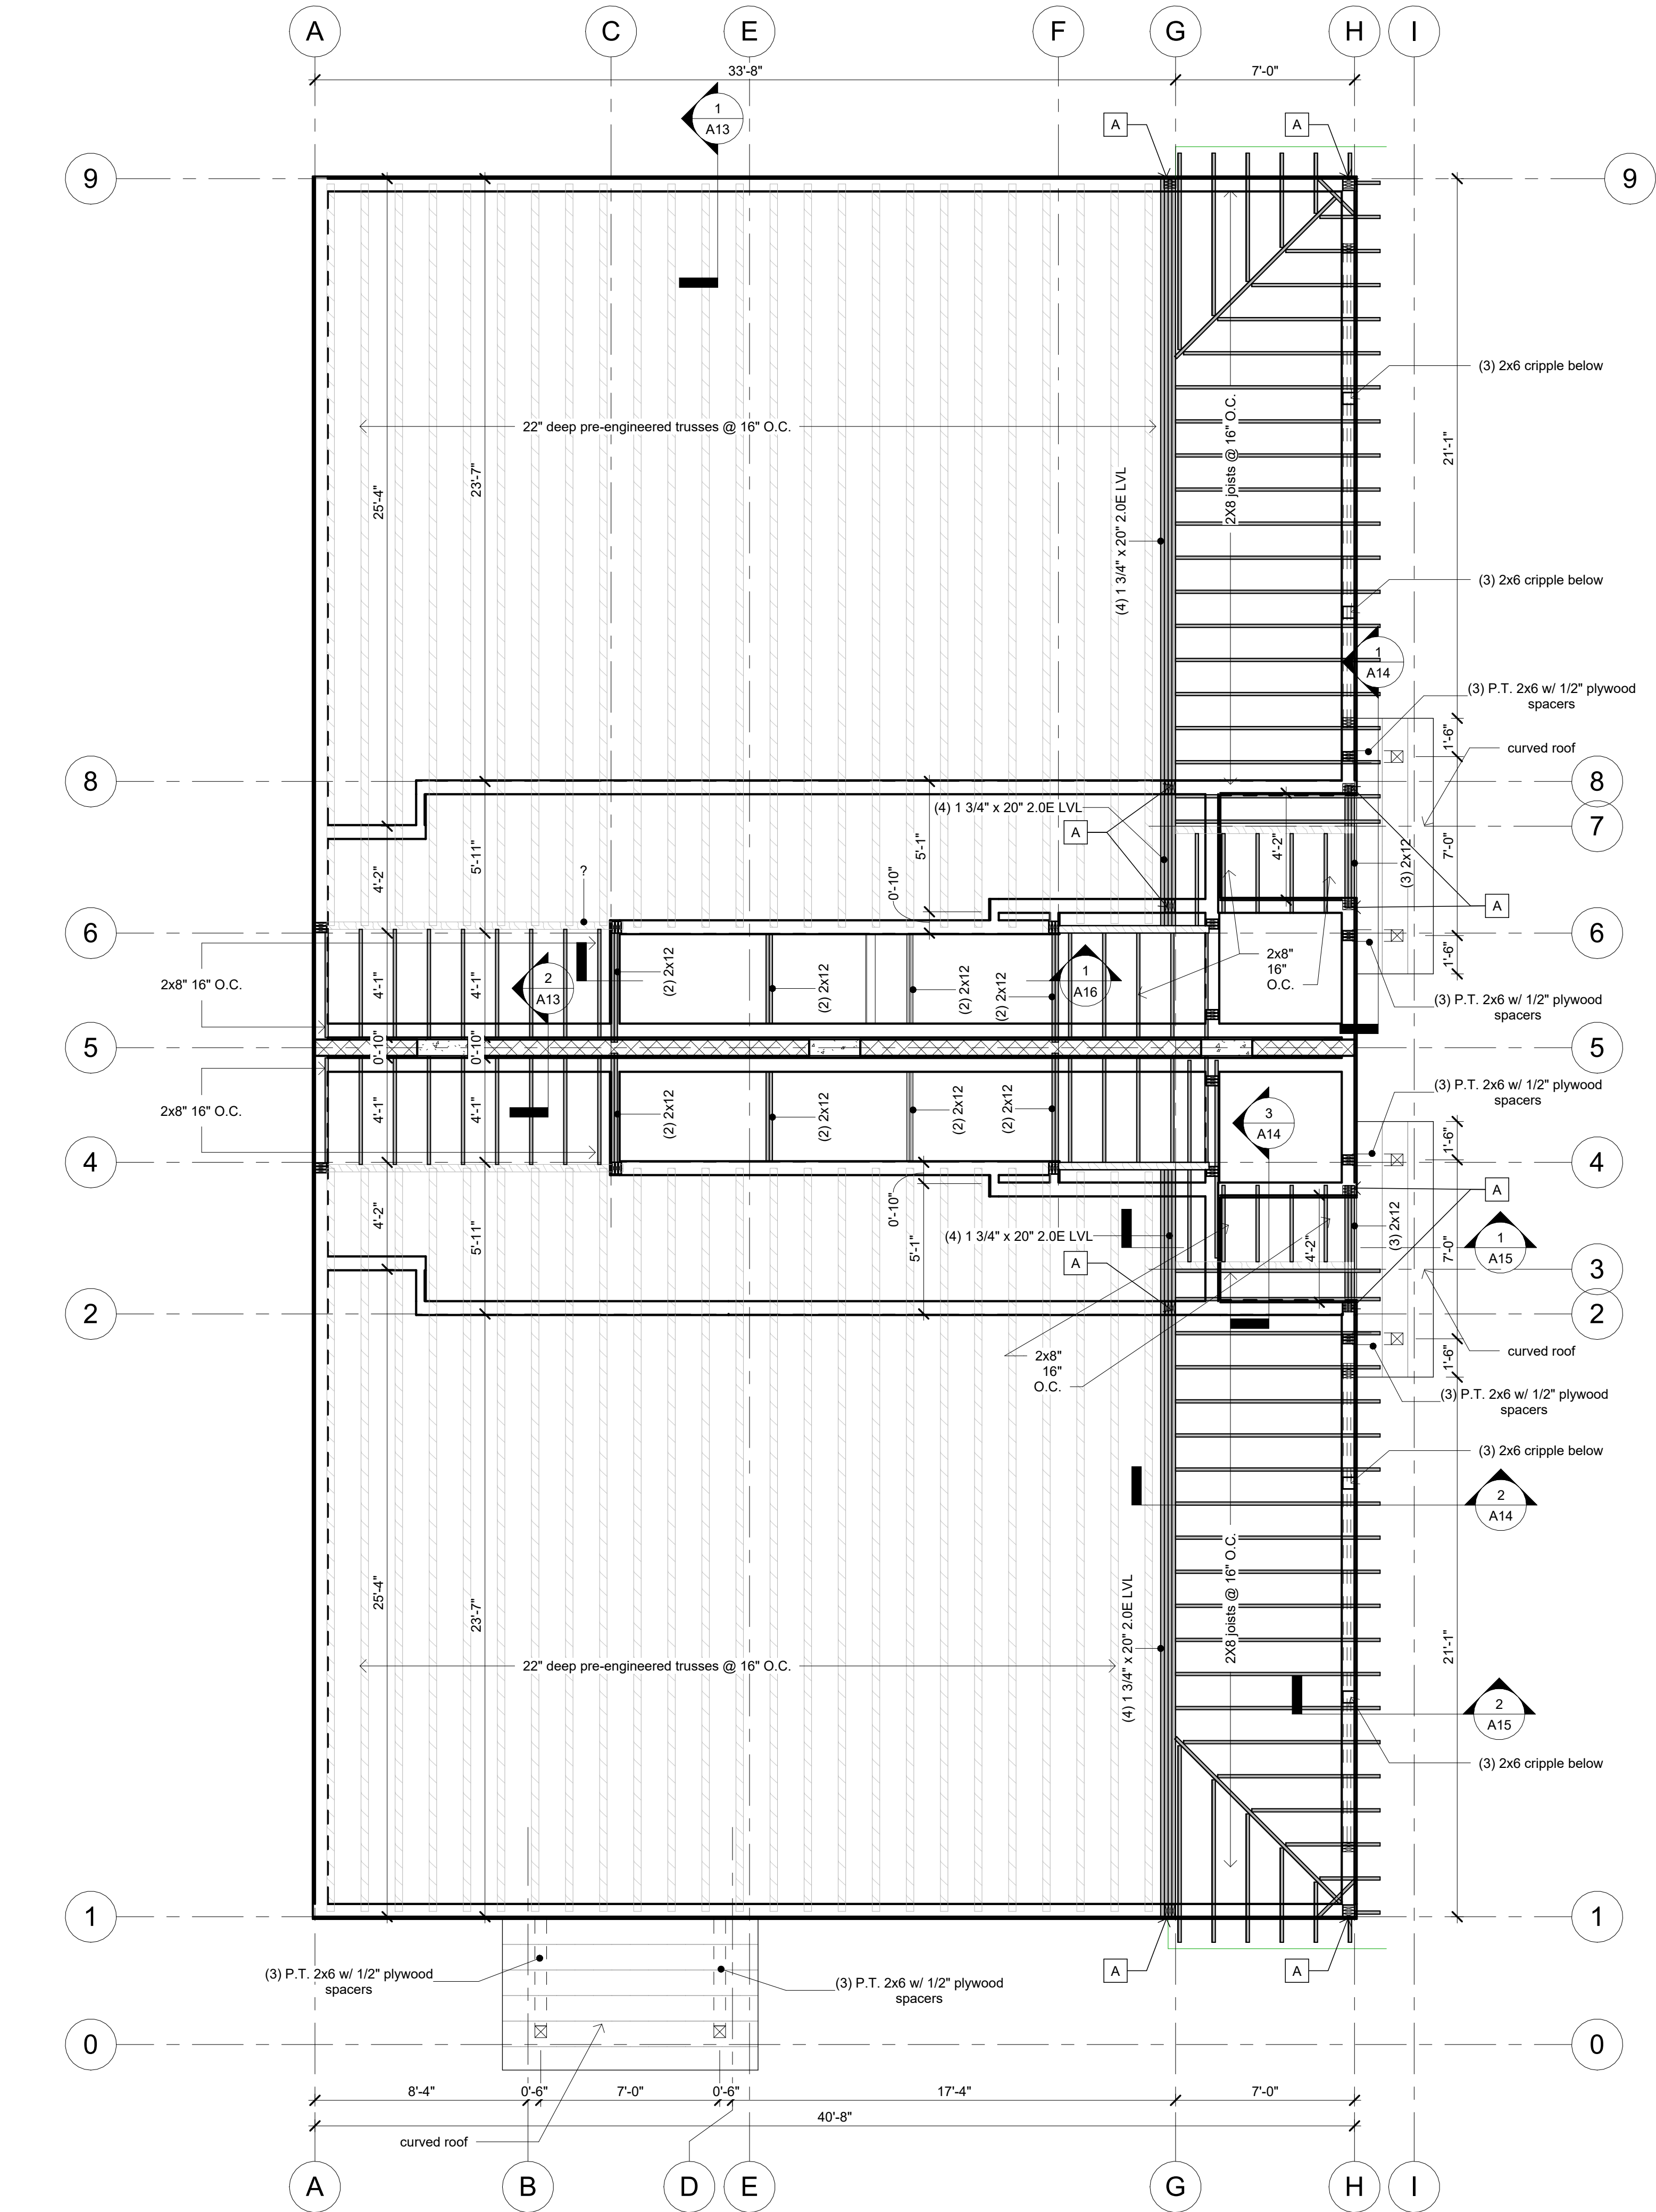 A
C
E
F
G
H
I
33'-8"
7'-0"
1
A13
A
A
9
9
(3) 2x6 cripple below
22" deep pre-engineered trusses @ 16" O.C.
2X8 joists @ 16" O.C.
21'-1"
25'-4"
23'-7"
(4) 1 3/4" x 20" 2.0E LVL
(3) 2x6 cripple below
1
A14
(3) P.T. 2x6 w/ 1/2" plywood
spacers
1'-6"
curved roof
8
8
(4) 1 3/4" x 20" 2.0E LVL
7
A
5'-11"
5'-1"
4'-2"
(3) 2x12
7'-0"
4'-2"
?
0'-10"
A
6
6
2x8" 16" O.C.
4'-1"
4'-1"
2
A13
(2) 2x12
(2) 2x12
(2) 2x12
(2) 2x12
1
A16
2x8"
16"
O.C.
1'-6"
(3) P.T. 2x6 w/ 1/2" plywood
spacers
5
0'-10"
0'-10"
5
2x8" 16" O.C.
4'-1"
4'-1"
(2) 2x12
(2) 2x12
(2) 2x12
(2) 2x12
3
A14
(3) P.T. 2x6 w/ 1/2" plywood
spacers
1'-6"
4
4
A
4'-2"
5'-11"
0'-10"
5'-1"
(4) 1 3/4" x 20" 2.0E LVL
A
4'-2"
(3) 2x12
7'-0"
1
A15
3
2
2
2x8"
16"
O.C.
curved roof
1'-6"
(3) P.T. 2x6 w/ 1/2" plywood
spacers
(3) 2x6 cripple below
2
A14
25'-4"
23'-7"
22" deep pre-engineered trusses @ 16" O.C.
(4) 1 3/4" x 20" 2.0E LVL
2X8 joists @ 16" O.C.
21'-1"
2
A15
(3) 2x6 cripple below
1
1
(3) P.T. 2x6 w/ 1/2" plywood
spacers
(3) P.T. 2x6 w/ 1/2" plywood
spacers
A
A
0
0
8'-4"
0'-6"
7'-0"
0'-6"
17'-4"
7'-0"
40'-8"
curved roof
A
B
D
E
G
H
I